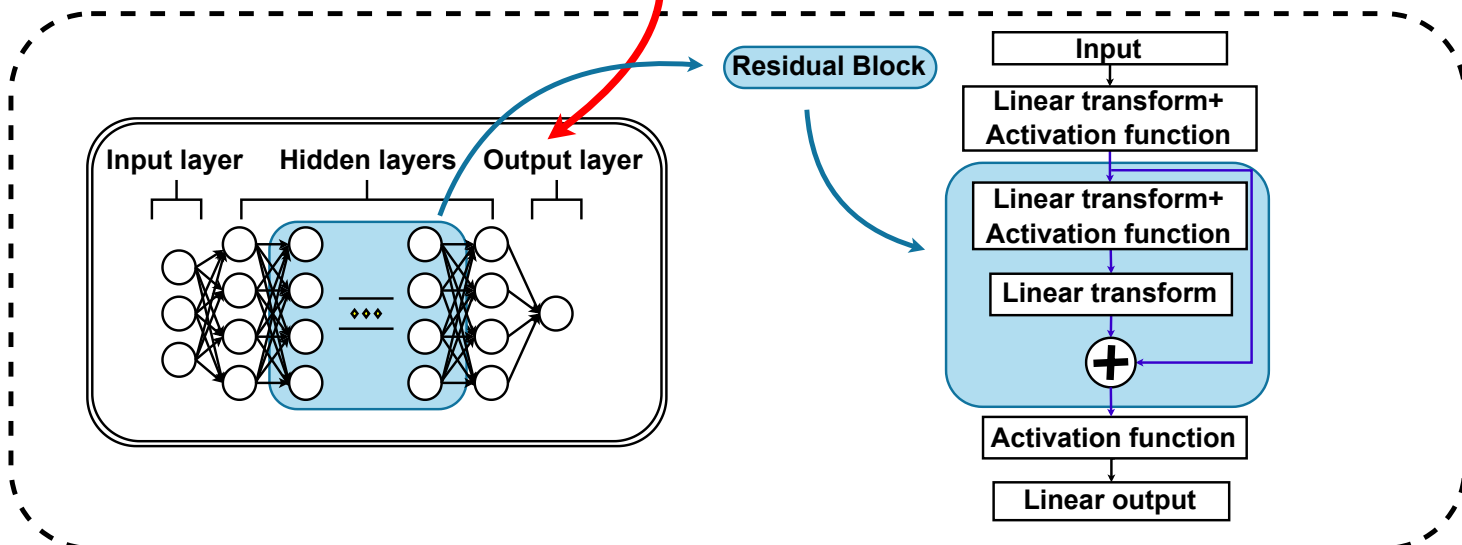 Input layer
Hidden layers
Output layer
Residual Block
Input
Linear transform+
Activation function
Linear transform+
Activation function
Linear transform
Activation function
Linear output